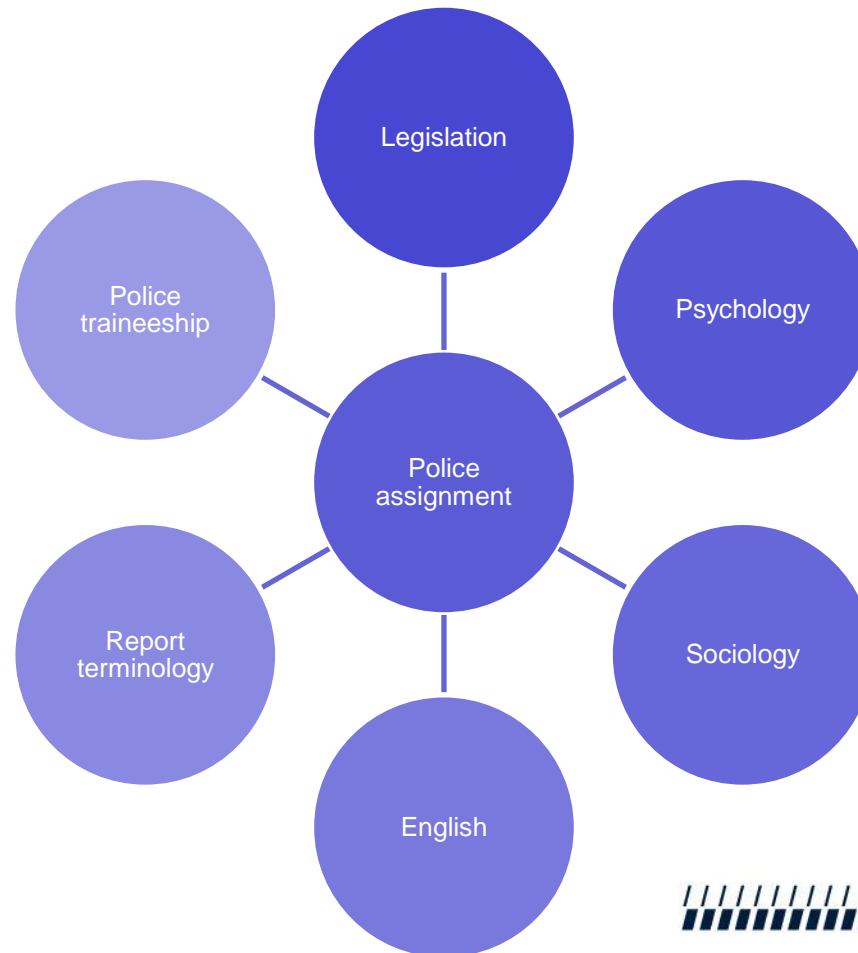 Legislation
Police
traineeship
Psychology
Police
assignment
Report
terminology
Sociology
English